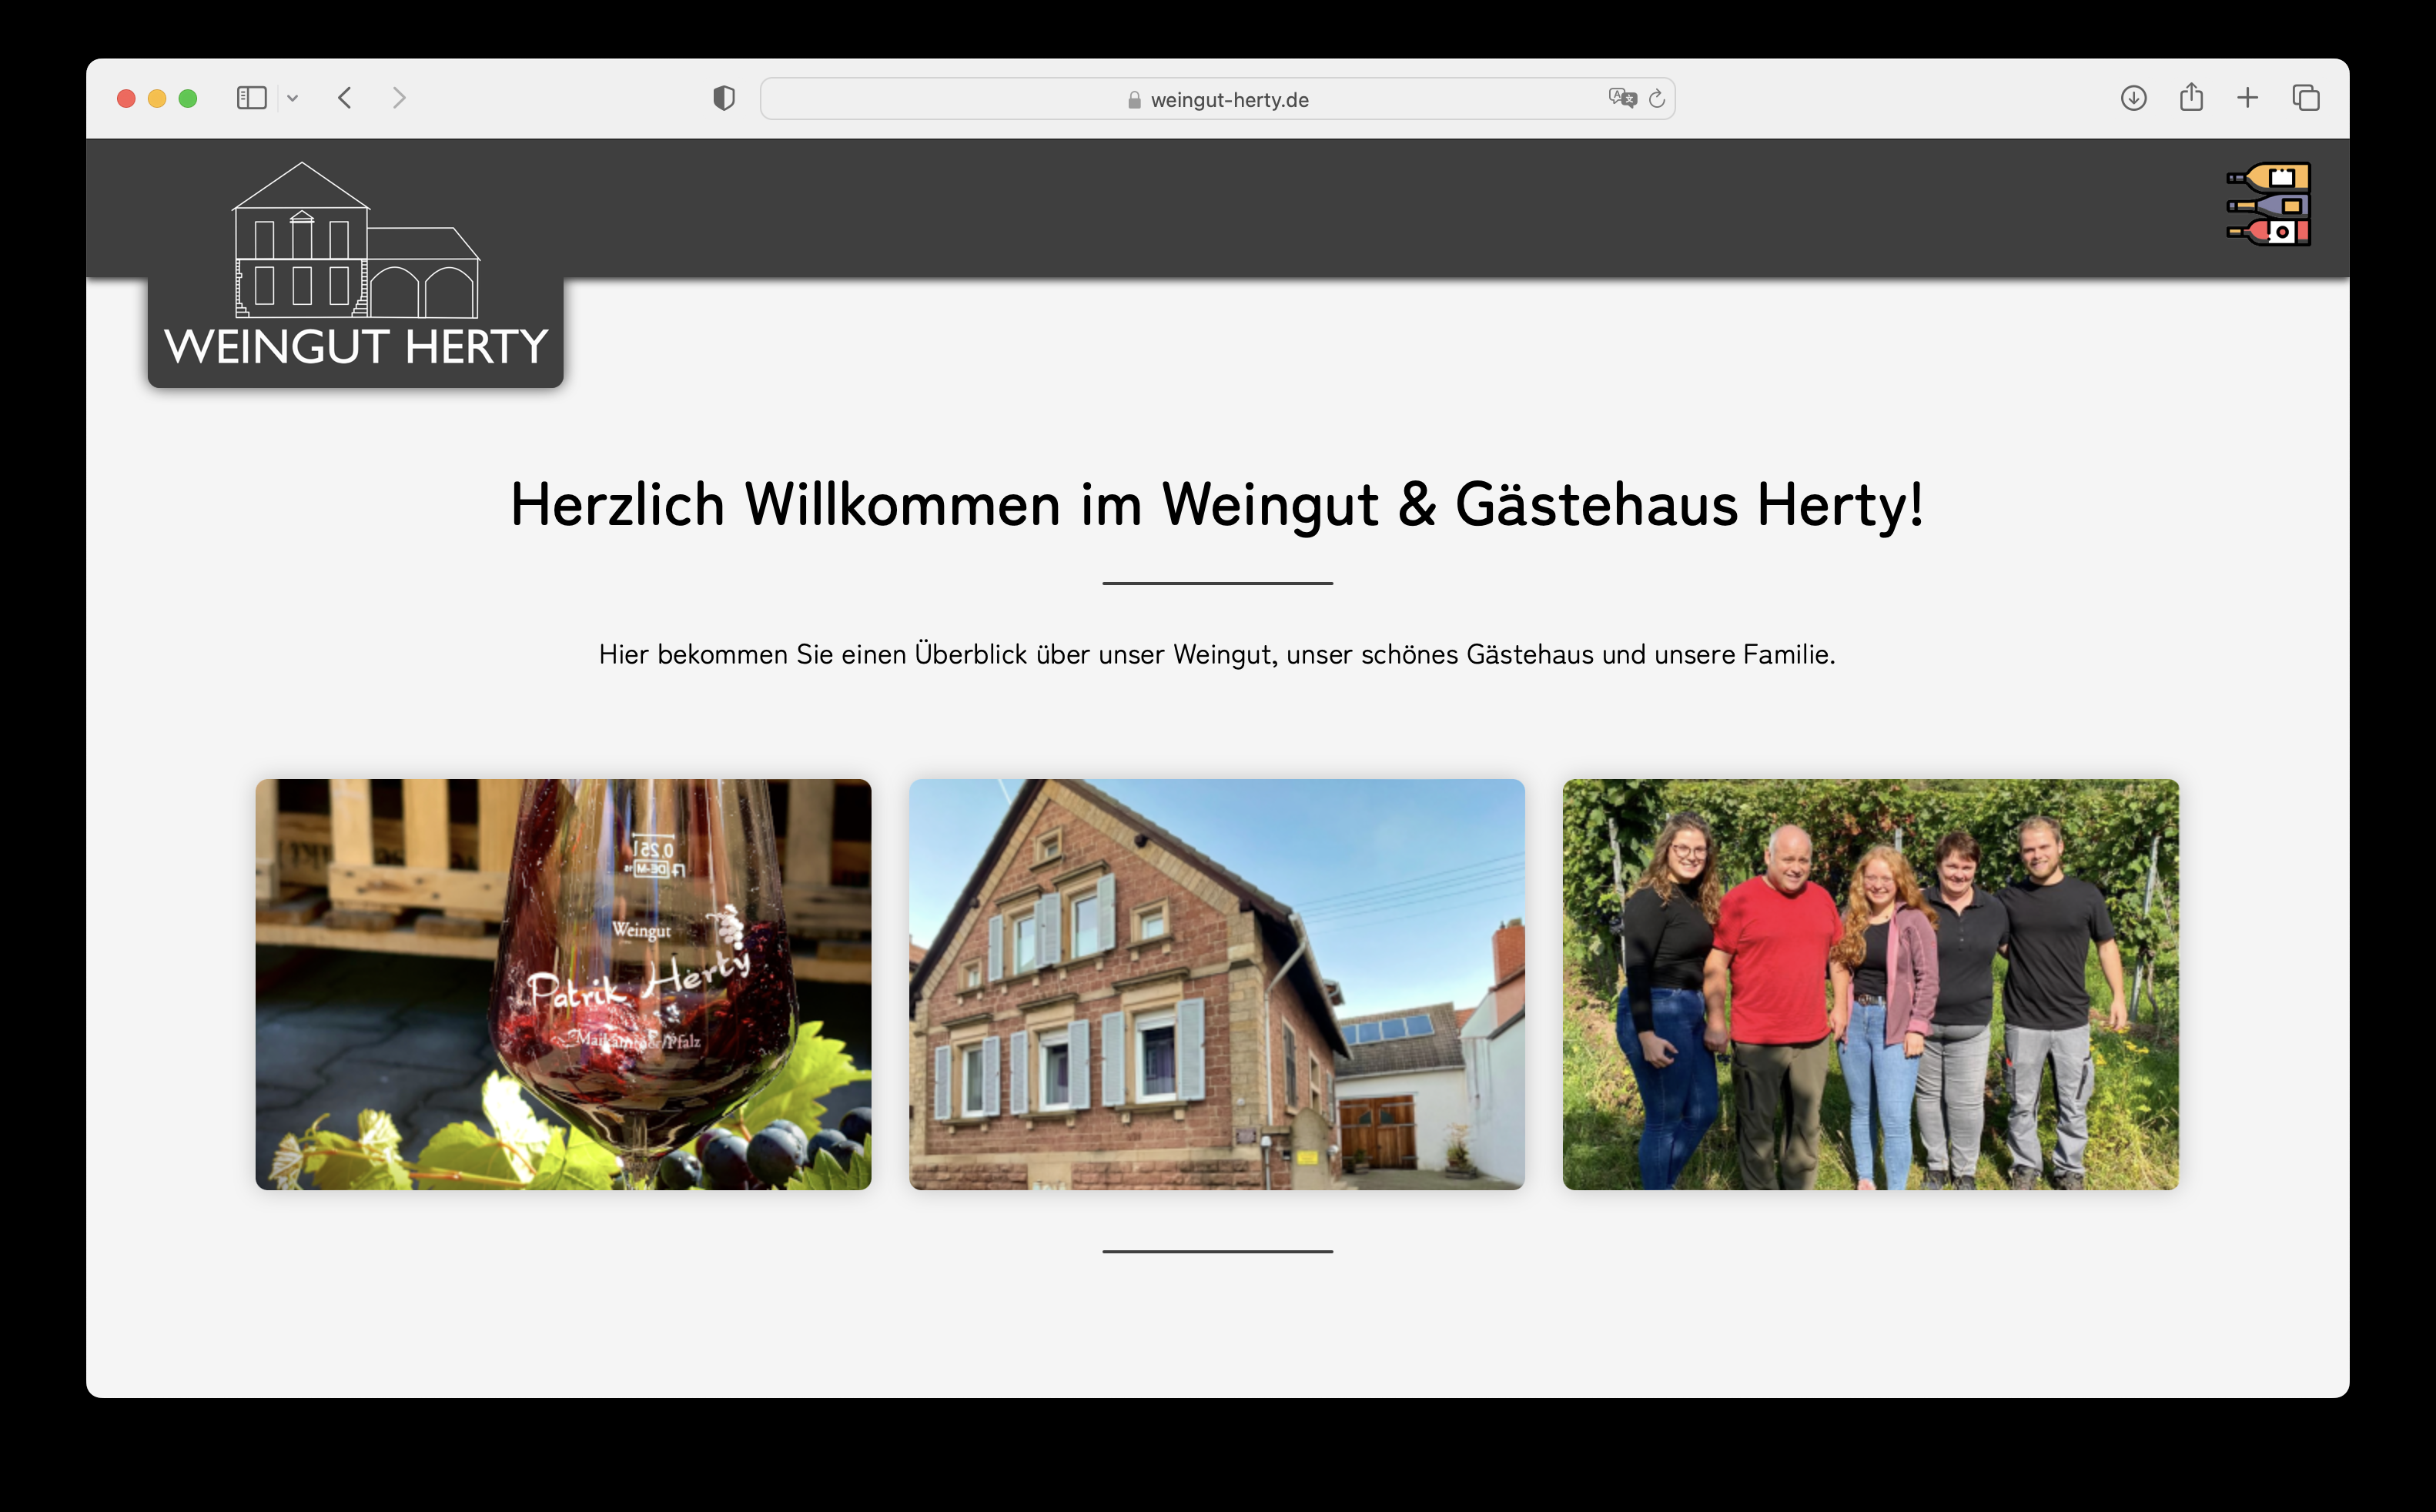 weingut-herty.de
WEINGUT HERTY
Herzlich Willkommen im Weingut & Gästehaus Herty!
Hier bekommen Sie einen Überblick über unser Weingut, unser schönes Gästehaus und unsere Familie.
0,25l
DE-M
Weingut
Patrik Herty
Maikammer/Pfalz